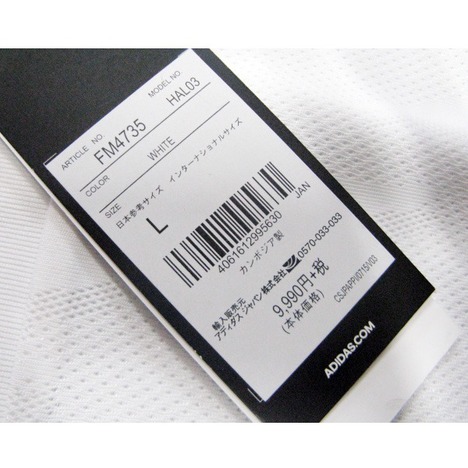 ARTICLE NO. MODEL NO.
FM4735 HAL03
COLOR WHITE
SIZE 日本参考サイズ インターナショナルサイズ
L
JAN
4061612995630
カンボジア製
輸入販売元
アディダス ジャパン株式会社 0570-033-033
9,990円+税
(本体価格)
ADIDAS.COM